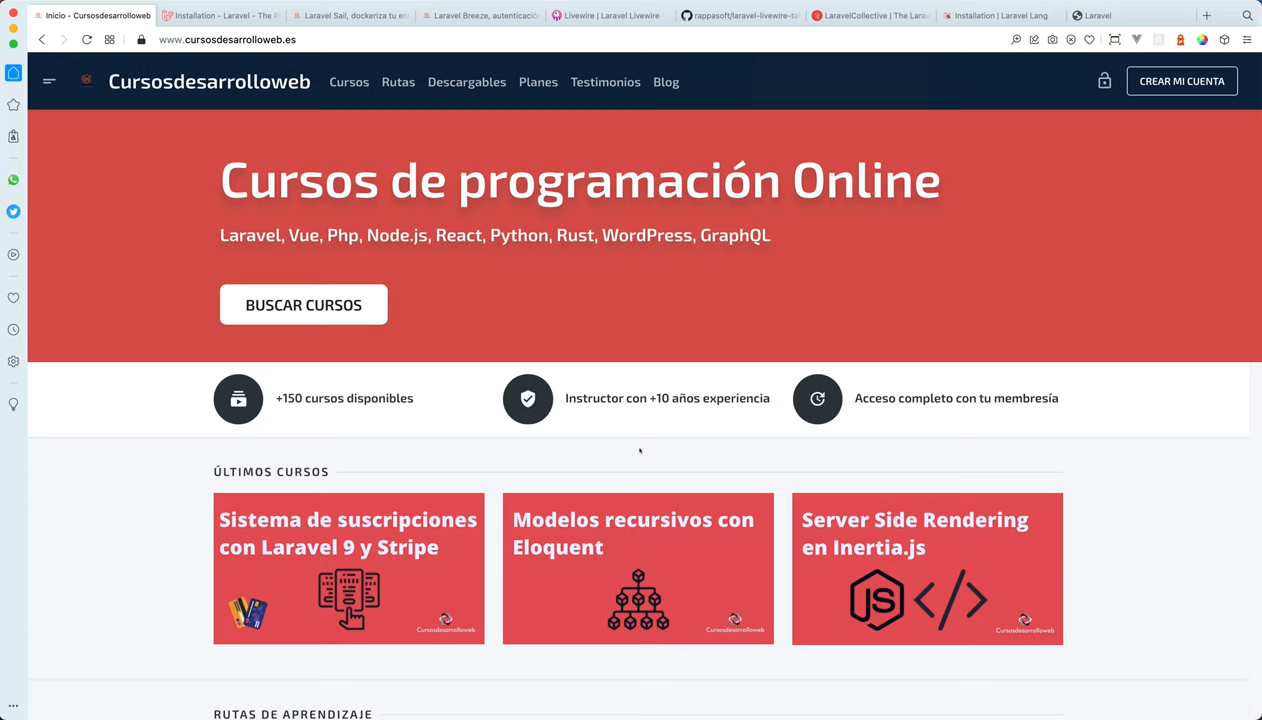 Inicio - Cursosdesarrolloweb
Installation - Laravel - The P
Laravel Sail, dockeriza tu en
Laravel Breeze, autenticació
Livewire | Laravel Livewire
rappasoft/laravel-livewire-ta
LaravelCollective | The Larav
Installation | Laravel Lang
Laravel
www.cursosdesarrolloweb.es
Cursosdesarrolloweb
Cursos
Rutas
Descargables
Planes
Testimonios
Blog
CREAR MI CUENTA
Cursos de programación Online
Laravel, Vue, Php, Node.js, React, Python, Rust, WordPress, GraphQL
BUSCAR CURSOS
+150 cursos disponibles
Instructor con +10 años experiencia
Acceso completo con tu membresía
ÚLTIMOS CURSOS
Sistema de suscripciones
con Laravel 9 y Stripe
Cursosdesarrolloweb
Modelos recursivos con
Eloquent
Cursosdesarrolloweb
Server Side Rendering
en Inertia.js
JS
Cursosdesarrolloweb
RUTAS DE APRENDIZAJE